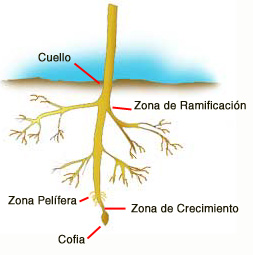 Cuello
Zona de Ramificación
Zona Pelífera
Zona de Crecimiento
Cofia